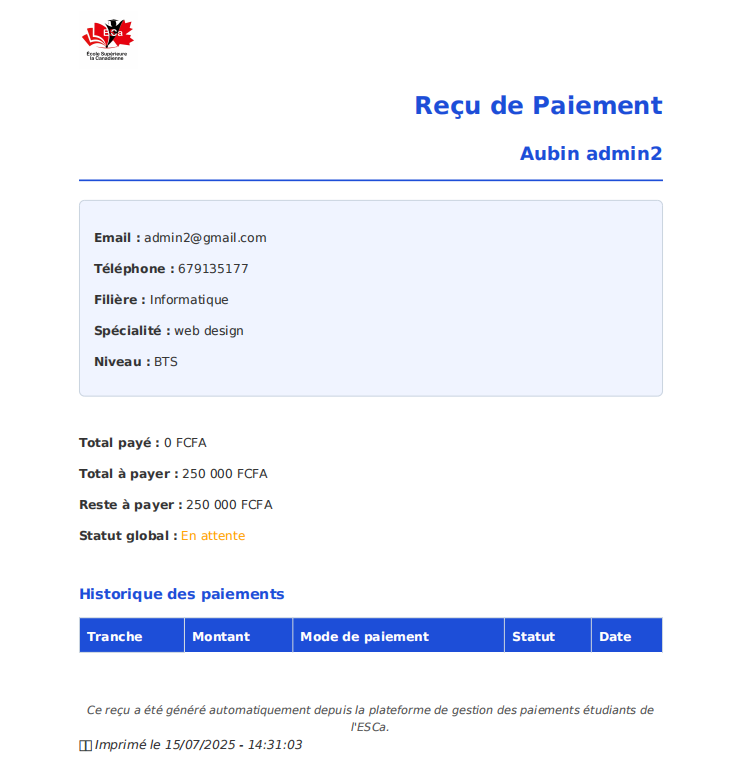 ECa
École Supérieure
la Canadienne
Reçu de Paiement
Aubin admin2
Email : admin2@gmail.com
Téléphone : 679135177
Filière : Informatique
Spécialité : web design
Niveau : BTS
Total payé : 0 FCFA
Total à payer : 250 000 FCFA
Reste à payer : 250 000 FCFA
Statut global : En attente
Historique des paiements
Tranche Montant Mode de paiement Statut Date
Ce reçu a été généré automatiquement depuis la plateforme de gestion des paiements étudiants de
l'ESCa.
Imprimé le 15/07/2025 - 14:31:03